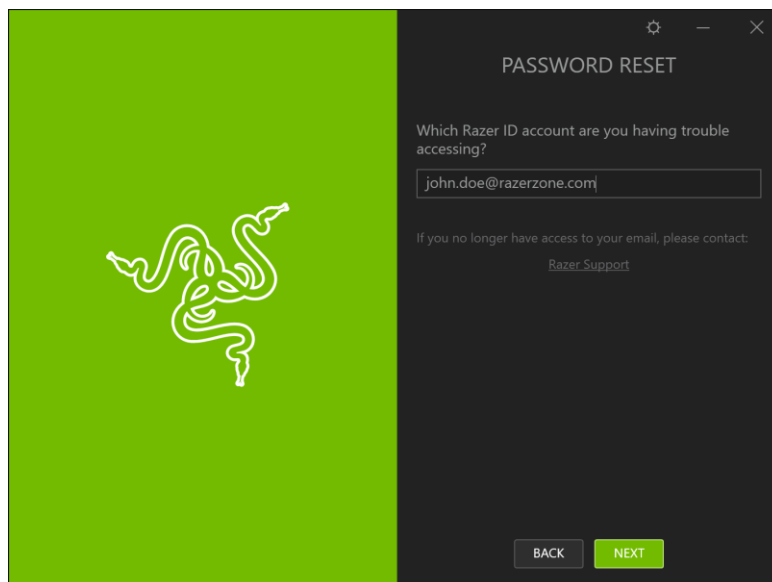 PASSWORD RESET
Which Razer ID account are you having trouble
accessing?
john.doe@razerzone.com
If you no longer have access to your email, please contact:
Razer Support
BACK
NEXT